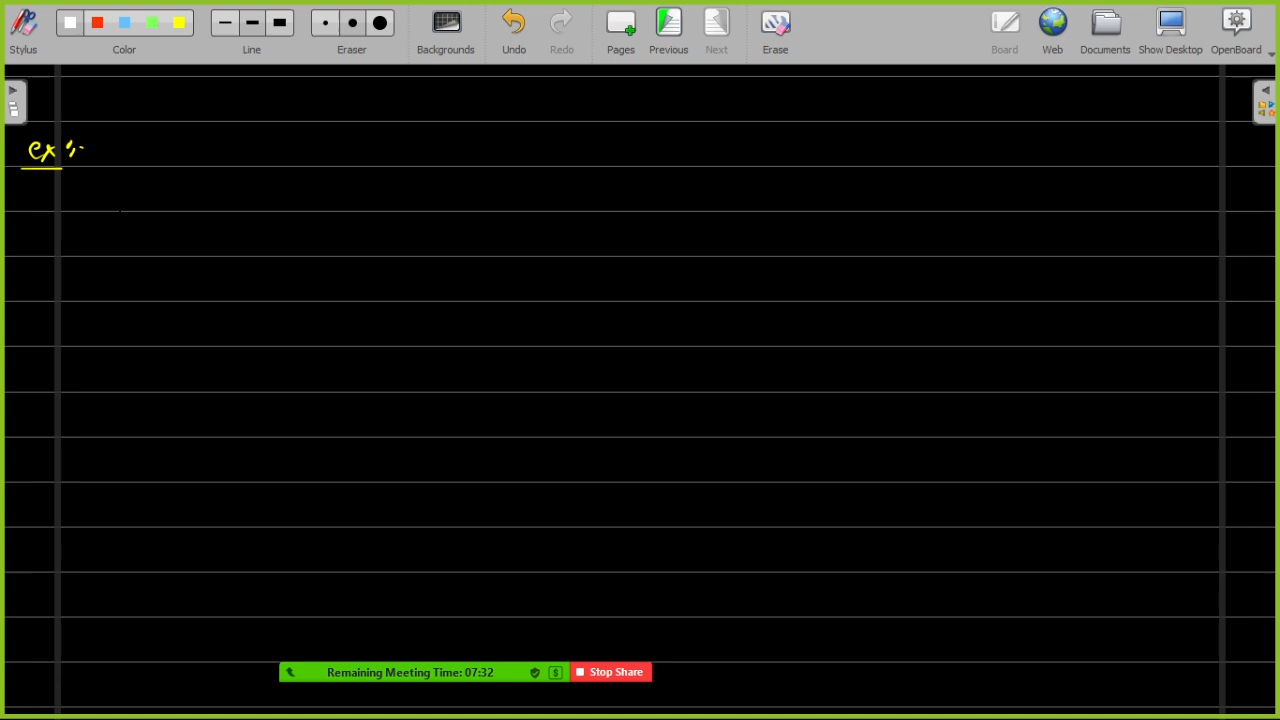 Stylus Color Line Eraser Backgrounds Undo Redo Pages Previous Next Erase Board Web Documents Show Desktop OpenBoard
ex :-
Remaining Meeting Time: 07:32 $ Stop Share